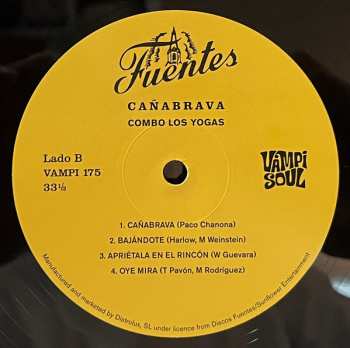 Fuentes
CAÑABRAVA
COMBO LOS YOGAS
Lado B
VAMPI 175
33⅓
VÁMPI
SOUL
1. CAÑABRAVA (Paco Chanona)
2. BAJÁNDOTE (Harlow, M Weinstein)
3. APRIÉTALA EN EL RINCÓN (W Guevara)
4. OYE MIRA (T Pavón, M Rodríguez)
Manufactured and marketed by Distrolux, SL under licence from Discos Fuentes/Sunflower Entertainment